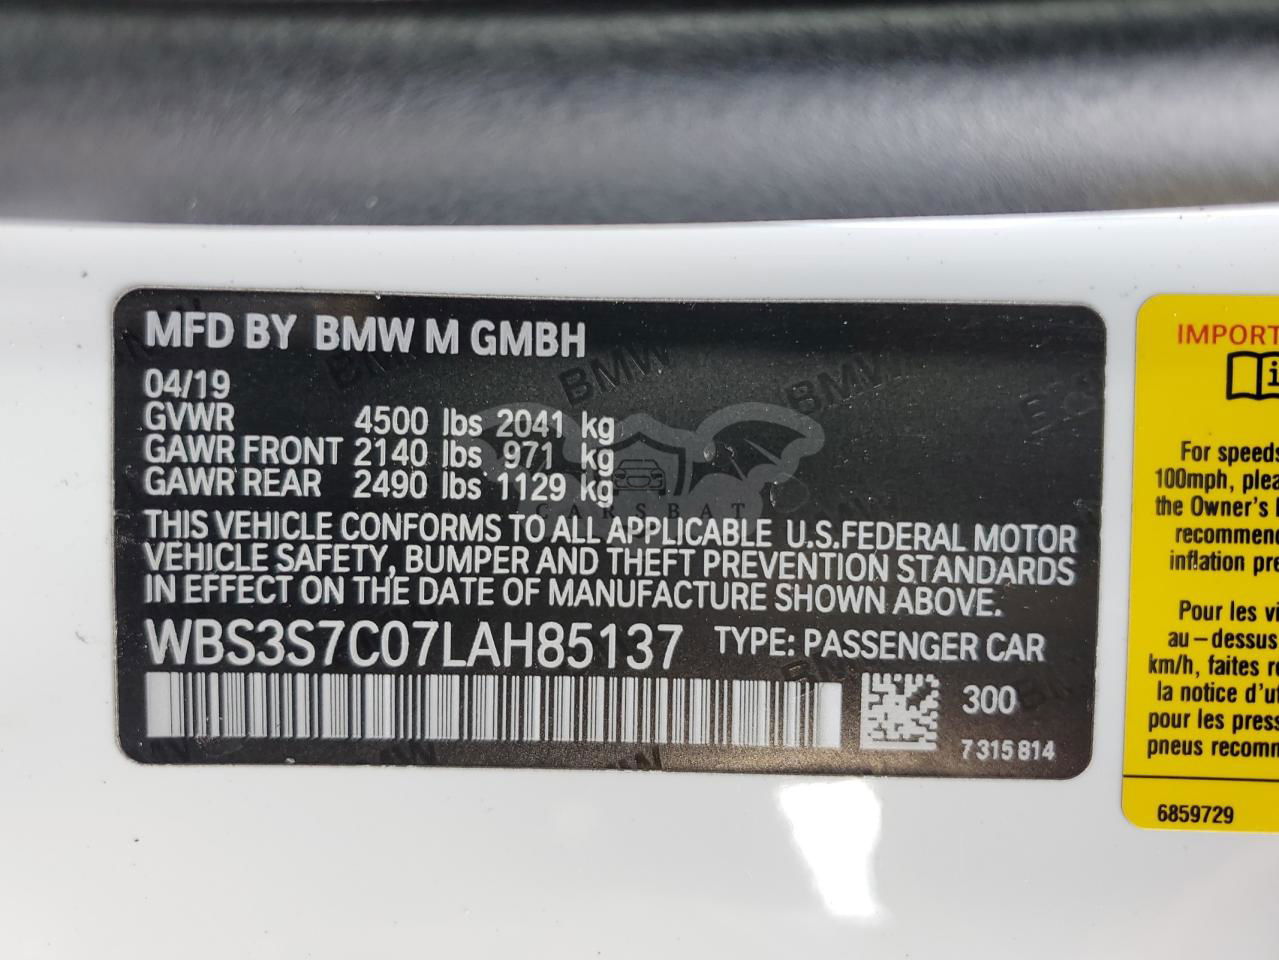 MFD BY BMW M GMBH
04/19
GVWR 4500 lbs 2041 kg
GAWR FRONT 2140 lbs 971 kg
GAWR REAR 2490 lbs 1129 kg
CARSBAT
THIS VEHICLE CONFORMS TO ALL APPLICABLE U.S.FEDERAL MOTOR
VEHICLE SAFETY, BUMPER AND THEFT PREVENTION STANDARDS
IN EFFECT ON THE DATE OF MANUFACTURE SHOWN ABOVE.
WBS3S7C07LAH85137 TYPE: PASSENGER CAR
300
7 315 814
BMW
BMW
BMW
IMPORT
i
For speeds
100mph, plea
the Owner's
recommen
inflation pre
Pour les vi
au-dessus
km/h, faites r
la notice d'u
pour les press
pneus recomm
6859729